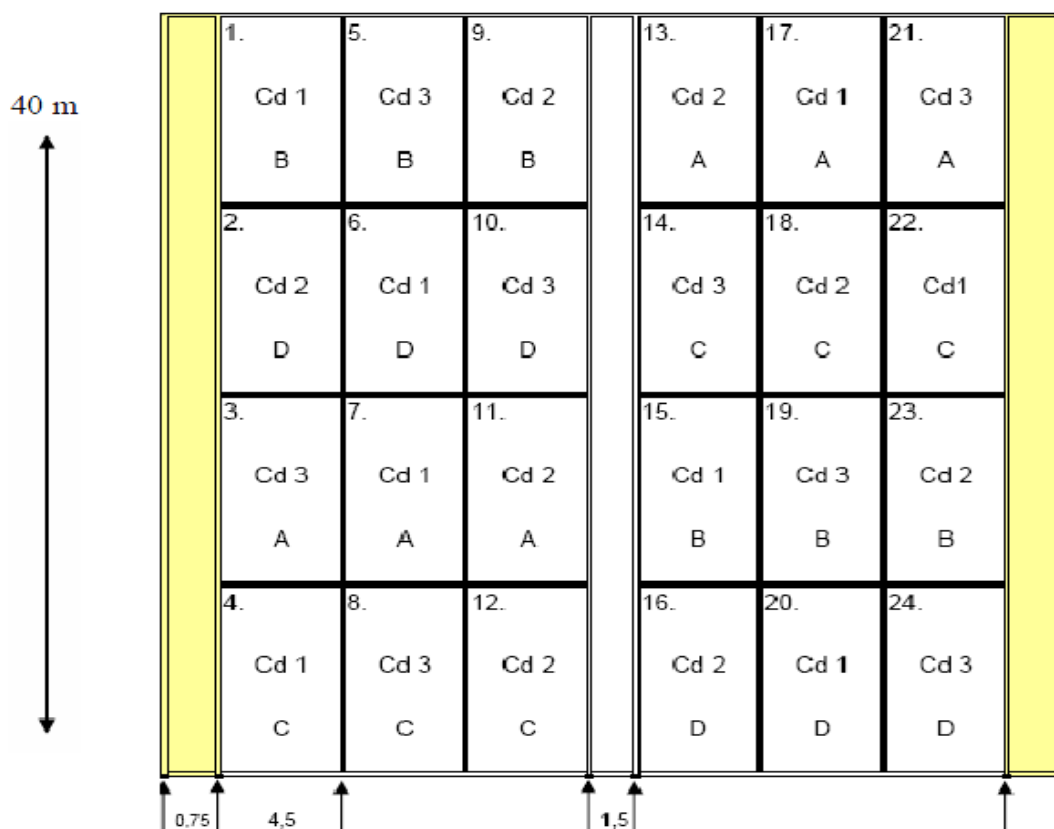 1. 5. 9. 13. 17. 21.
40 m
Cd 1 Cd 3 Cd 2 Cd 2 Cd 1 Cd 3
B B B A A A
2. 6. 10. 14. 18. 22.
Cd 2 Cd 1 Cd 3 Cd 3 Cd 2 Cd1
D D D C C C
3. 7. 11. 15. 19. 23.
Cd 3 Cd 1 Cd 2 Cd 1 Cd 3 Cd 2
A A A B B B
4. 8. 12. 16. 20. 24.
Cd 1 Cd 3 Cd 2 Cd 2 Cd 1 Cd 3
C C C D D D
0,75 4,5 1,5